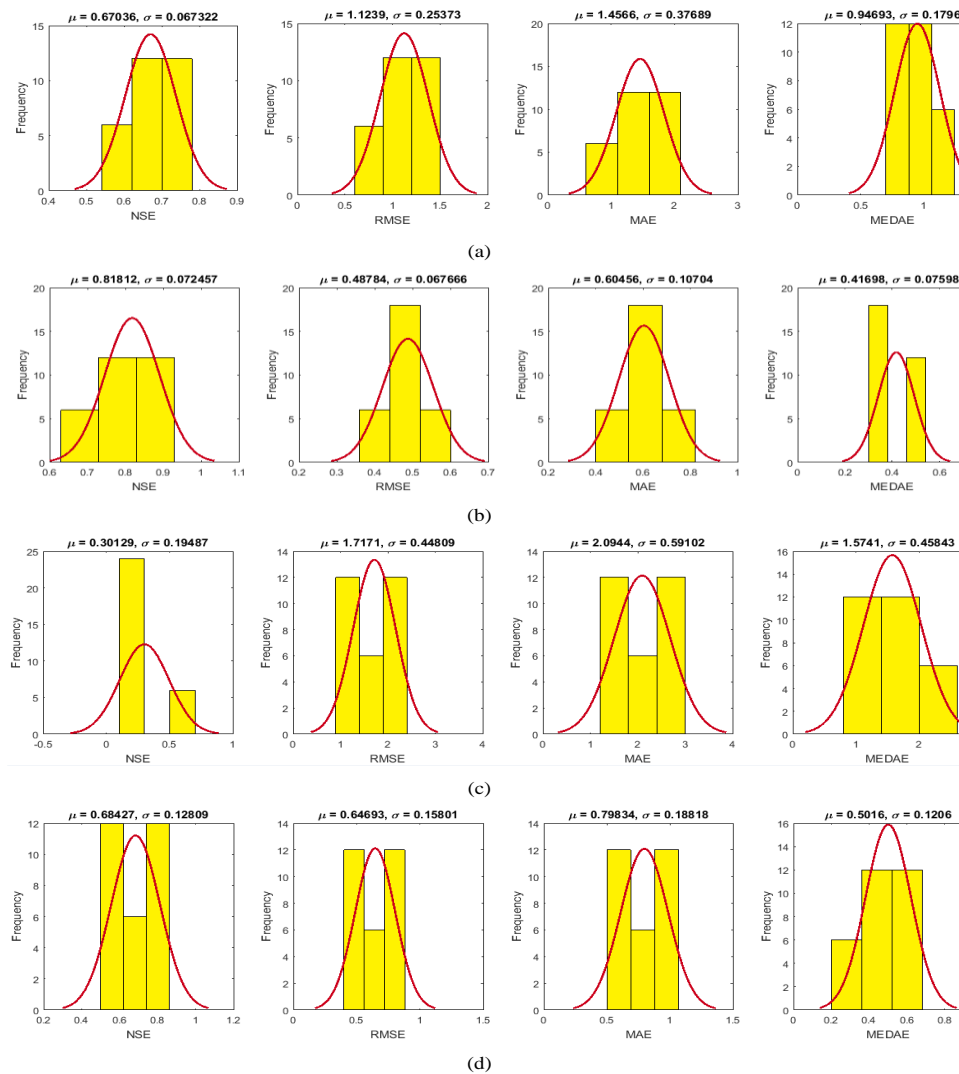 μ = 0.67036, σ = 0.067322
μ = 1.1239, σ = 0.25373
μ = 1.4566, σ = 0.37689
μ = 0.94693, σ = 0.1796
Frequency
15
10
5
0
0.4 0.5 0.6 0.7 0.8 0.9
NSE
Frequency
15
10
5
0
0 0.5 1 1.5 2
RMSE
Frequency
20
15
10
5
0
0 1 2 3
MAE
Frequency
12
10
8
6
4
2
0
0 0.5 1
MEDAE
(a)
μ = 0.81812, σ = 0.072457
μ = 0.48784, σ = 0.067666
μ = 0.60456, σ = 0.10704
μ = 0.41698, σ = 0.07598
Frequency
20
15
10
5
0
0.6 0.7 0.8 0.9 1 1.1
NSE
Frequency
20
15
10
5
0
0.2 0.3 0.4 0.5 0.6 0.7
RMSE
Frequency
20
15
10
5
0
0.2 0.4 0.6 0.8 1
MAE
Frequency
20
15
10
5
0
0 0.2 0.4 0.6
MEDAE
(b)
μ = 0.30129, σ = 0.19487
μ = 1.7171, σ = 0.44809
μ = 2.0944, σ = 0.59102
μ = 1.5741, σ = 0.45843
Frequency
25
20
15
10
5
0
-0.5 0 0.5 1
NSE
Frequency
14
12
10
8
6
4
2
0
0 1 2 3 4
RMSE
Frequency
14
12
10
8
6
4
2
0
0 1 2 3 4
MAE
Frequency
16
14
12
10
8
6
4
2
0
0 1 2
MEDAE
(c)
μ = 0.68427, σ = 0.12809
μ = 0.64693, σ = 0.15801
μ = 0.79834, σ = 0.18818
μ = 0.5016, σ = 0.1206
Frequency
12
10
8
6
4
2
0
0.2 0.4 0.6 0.8 1 1.2
NSE
Frequency
14
12
10
8
6
4
2
0
0 0.5 1 1.5
RMSE
Frequency
14
12
10
8
6
4
2
0
0 0.5 1 1.5
MAE
Frequency
16
14
12
10
8
6
4
2
0
0 0.2 0.4 0.6 0.8
MEDAE
(d)